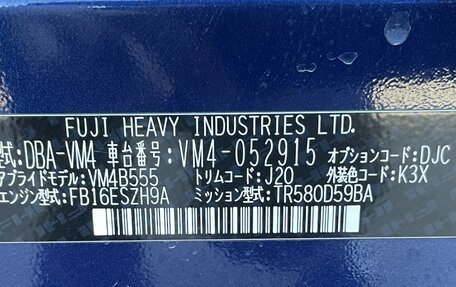 FUJI HEAVY INDUSTRIES LTD.
型式:DBA-VM4 車台番号:VM4-052915 オプションコード:DJC
アプライドモデル:VM4B555 トリムコード:J20 外装色コード:K3X
エンジン型式:FB16ESZH9A ミッション型式:TR580D59BA